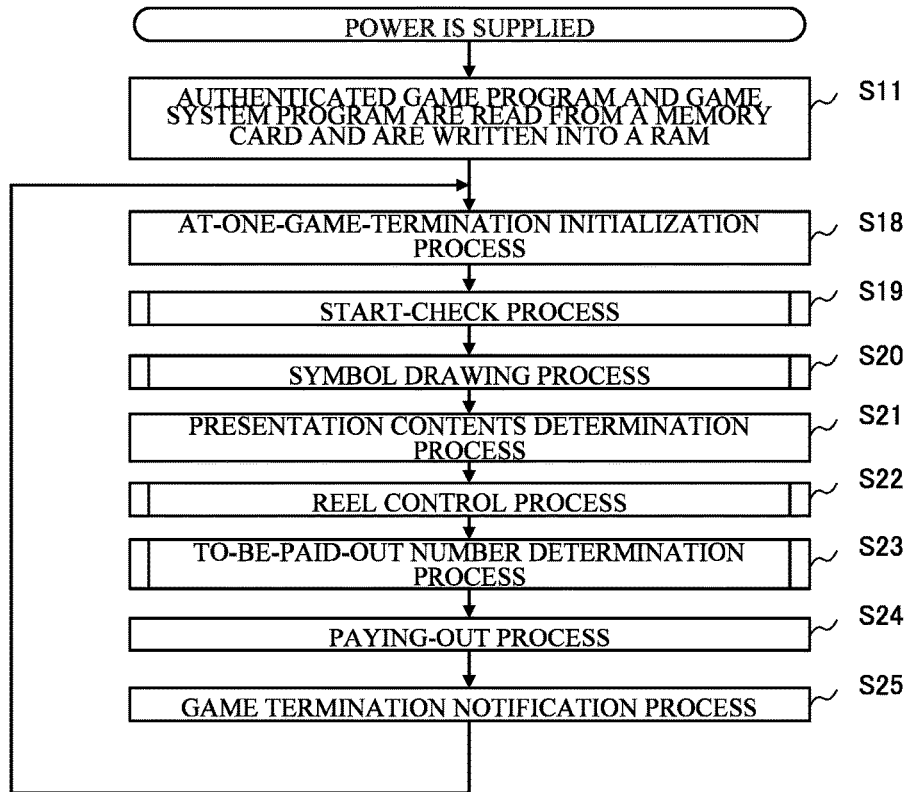 POWER IS SUPPLIED
AUTHENTICATED GAME PROGRAM AND GAME
SYSTEM PROGRAM ARE READ FROM A MEMORY
CARD AND ARE WRITTEN INTO A RAM
S11
AT-ONE-GAME-TERMINATION INITIALIZATION
PROCESS
S18
START-CHECK PROCESS
S19
SYMBOL DRAWING PROCESS
S20
PRESENTATION CONTENTS DETERMINATION
PROCESS
S21
REEL CONTROL PROCESS
S22
TO-BE-PAID-OUT NUMBER DETERMINATION
PROCESS
S23
PAYING-OUT PROCESS
S24
GAME TERMINATION NOTIFICATION PROCESS
S25